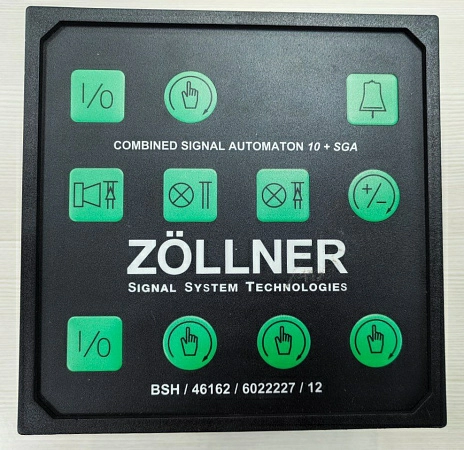 I/O
COMBINED SIGNAL AUTOMATON 10 + SGA
+/-
ZÖLLNER
SIGNAL SYSTEM TECHNOLOGIES
I/O
BSH / 46162 / 6022227 / 12